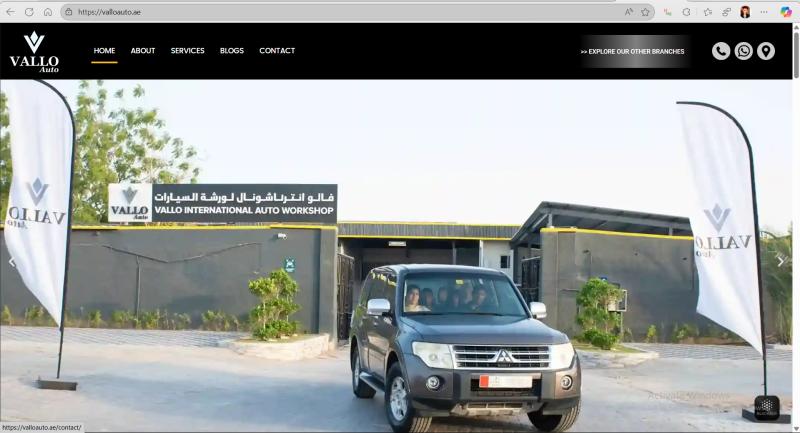 https://valloauto.ae
VALLO
Auto
HOME
ABOUT
SERVICES
BLOGS
CONTACT
>> EXPLORE OUR OTHER BRANCHES
VALLO
Auto
فالو انترناشونال لورشة السيارات
VALLO INTERNATIONAL AUTO WORKSHOP
VALLO
Auto
VALLO
Auto
Activate Windows
https://valloauto.ae/contact/